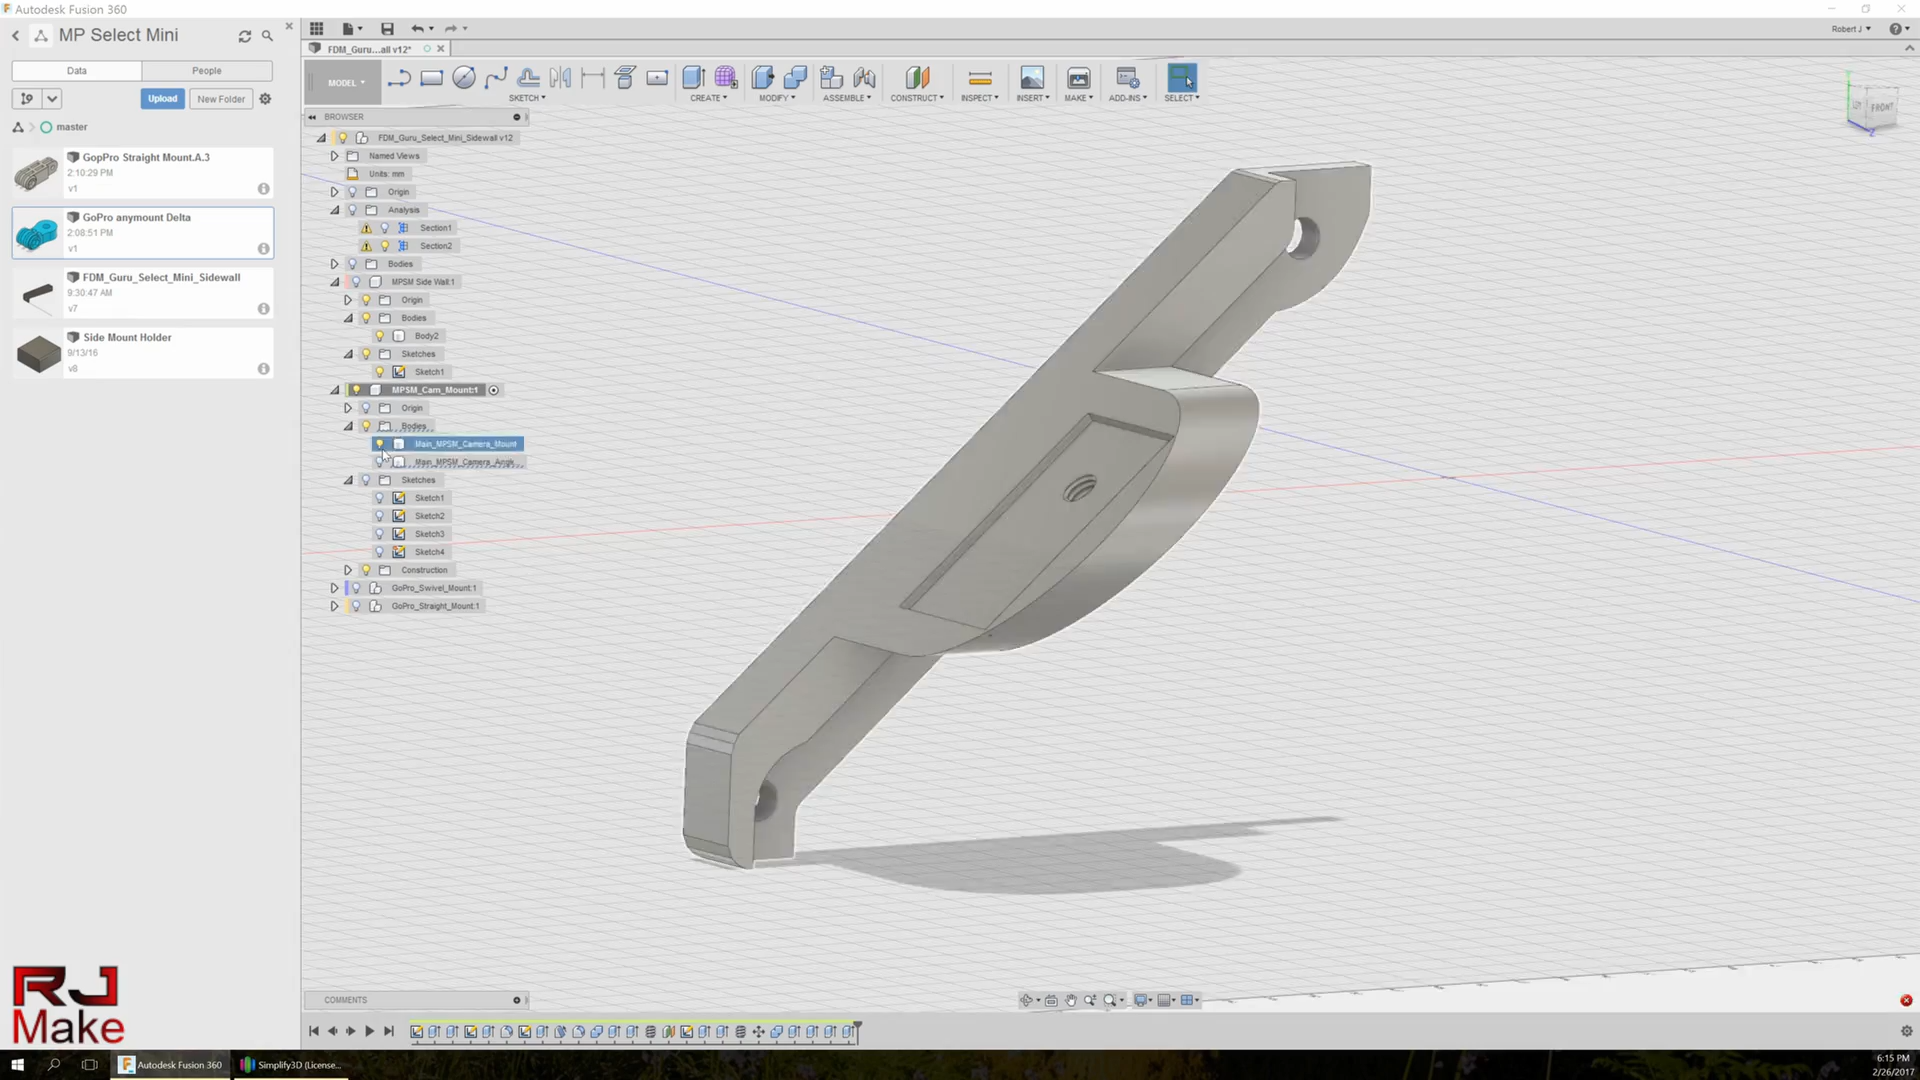 Autodesk Fusion 360
MP Select Mini
Data
People
Upload
New Folder
master
GopPro Straight Mount.A.3
2:10:29 PM
v1
GoPro anymount Delta
2:08:51 PM
v1
FDM_Guru_Select_Mini_Sidewall
9:30:47 AM
v7
Side Mount Holder
9/13/16
v8
Robert J
FDM_Guru...all v12*
MODEL
SKETCH
CREATE
MODIFY
ASSEMBLE
CONSTRUCT
INSPECT
INSERT
MAKE
ADD-INS
SELECT
FRONT
BROWSER
FDM_Guru_Select_Mini_Sidewall v12
Named Views
Units: mm
Origin
Analysis
Section1
Section2
Bodies
MPSM Side Wall:1
Origin
Bodies
Body2
Sketches
Sketch1
MPSM_Cam_Mount:1
Origin
Bodies
Main_MPSM_Camera_Mount
Main_MPSM_Camera_Angle...
Sketches
Sketch1
Sketch2
Sketch3
Sketch4
Construction
GoPro_Swivel_Mount:1
GoPro_Straight_Mount:1
COMMENTS
RJ
Make
Autodesk Fusion 360
Simplify3D (License...
6:15 PM
2/26/2017